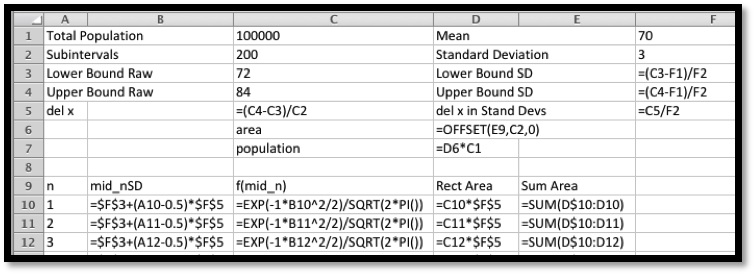 A B C D E F
1 Total Population 100000 Mean 70
2 Subintervals 200 Standard Deviation 3
3 Lower Bound Raw 72 Lower Bound SD =(C3-F1)/F2
4 Upper Bound Raw 84 Upper Bound SD =(C4-F1)/F2
5 del x =(C4-C3)/C2 del x in Stand Devs =C5/F2
6 area =OFFSET(E9,C2,0)
7 population =D6*C1
8
9 n mid_nSD f(mid_n) Rect Area Sum Area
10 1 =$F$3+(A10-0.5)*$F$5 =EXP(-1*B10^2/2)/SQRT(2*PI()) =C10*$F$5 =SUM(D$10:D10)
11 2 =$F$3+(A11-0.5)*$F$5 =EXP(-1*B11^2/2)/SQRT(2*PI()) =C11*$F$5 =SUM(D$10:D11)
12 3 =$F$3+(A12-0.5)*$F$5 =EXP(-1*B12^2/2)/SQRT(2*PI()) =C12*$F$5 =SUM(D$10:D12)